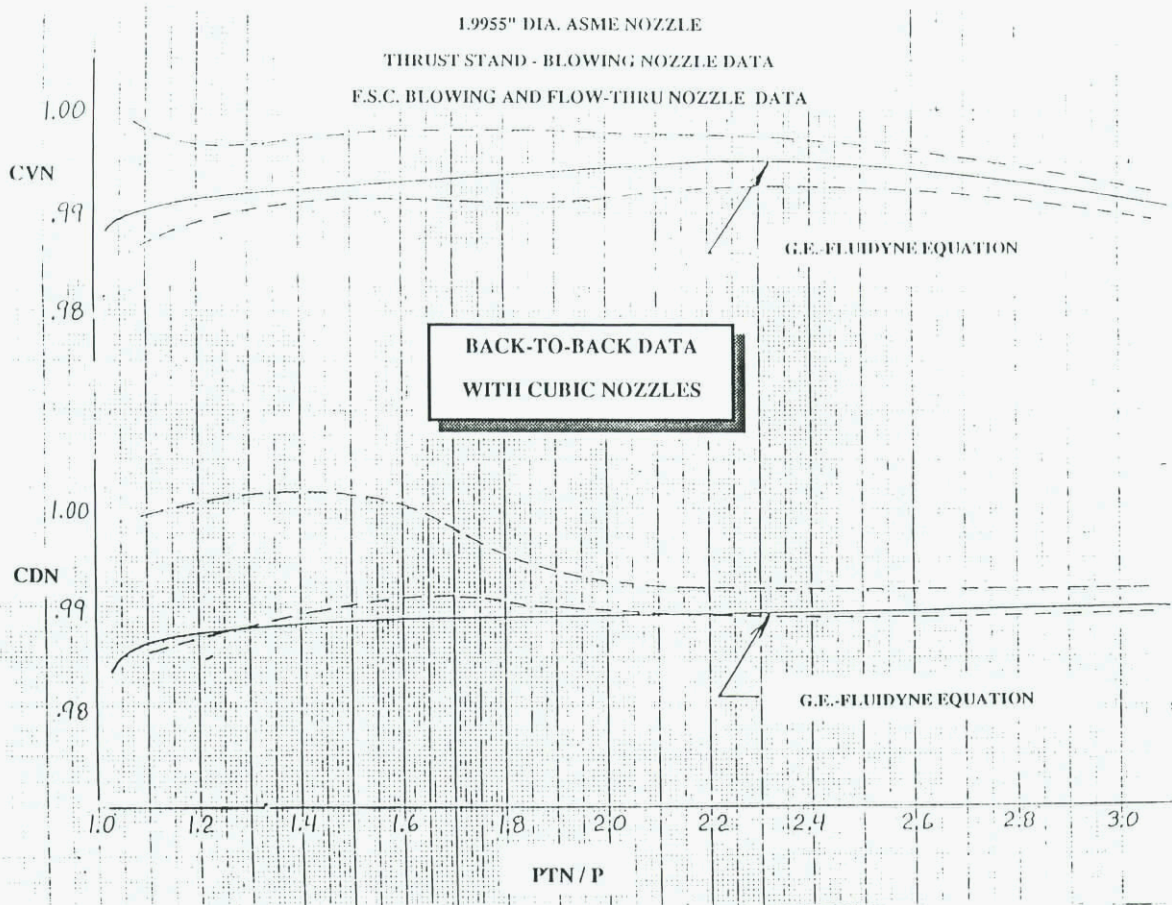 1.9955" DIA. ASME NOZZLE
THRUST STAND - BLOWING NOZZLE DATA
F.S.C. BLOWING AND FLOW-THRU NOZZLE DATA
1.00
CVN
.99
G.E.-FLUIDYNE EQUATION
.98
BACK-TO-BACK DATA
WITH CUBIC NOZZLES
1.00
CDN
.99
G.E.-FLUIDYNE EQUATION
.98
1.0 1.2 1.4 1.6 1.8 2.0 2.2 2.4 2.6 2.8 3.0
PTN / P